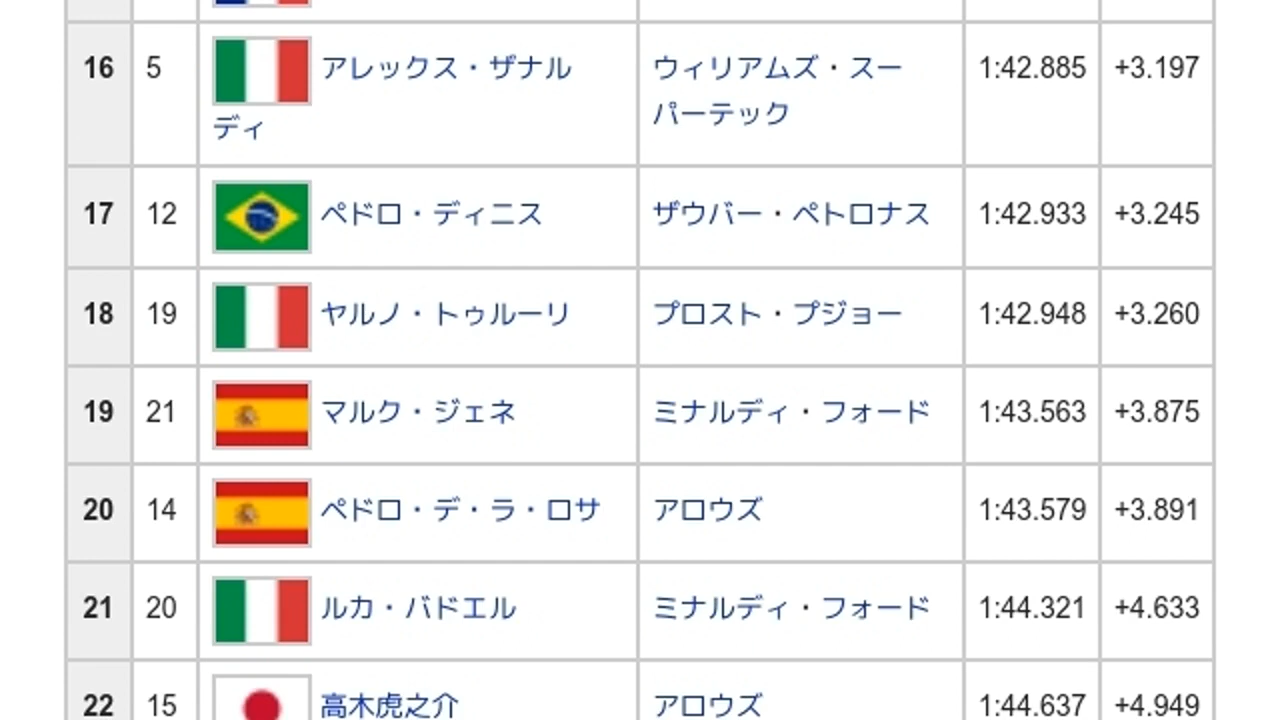 16 5 アレックス・ザナル ウィリアムズ・スー 1:42.885 +3.197
ディ パーテック
17 12 ペドロ・ディニス ザウバー・ペトロナス 1:42.933 +3.245
18 19 ヤルノ・トゥルーリ プロスト・プジョー 1:42.948 +3.260
19 21 マルク・ジェネ ミナルディ・フォード 1:43.563 +3.875
20 14 ペドロ・デ・ラ・ロサ アロウズ 1:43.579 +3.891
21 20 ルカ・バドエル ミナルディ・フォード 1:44.321 +4.633
22 15 高木虎之介 アロウズ 1:44.637 +4.949